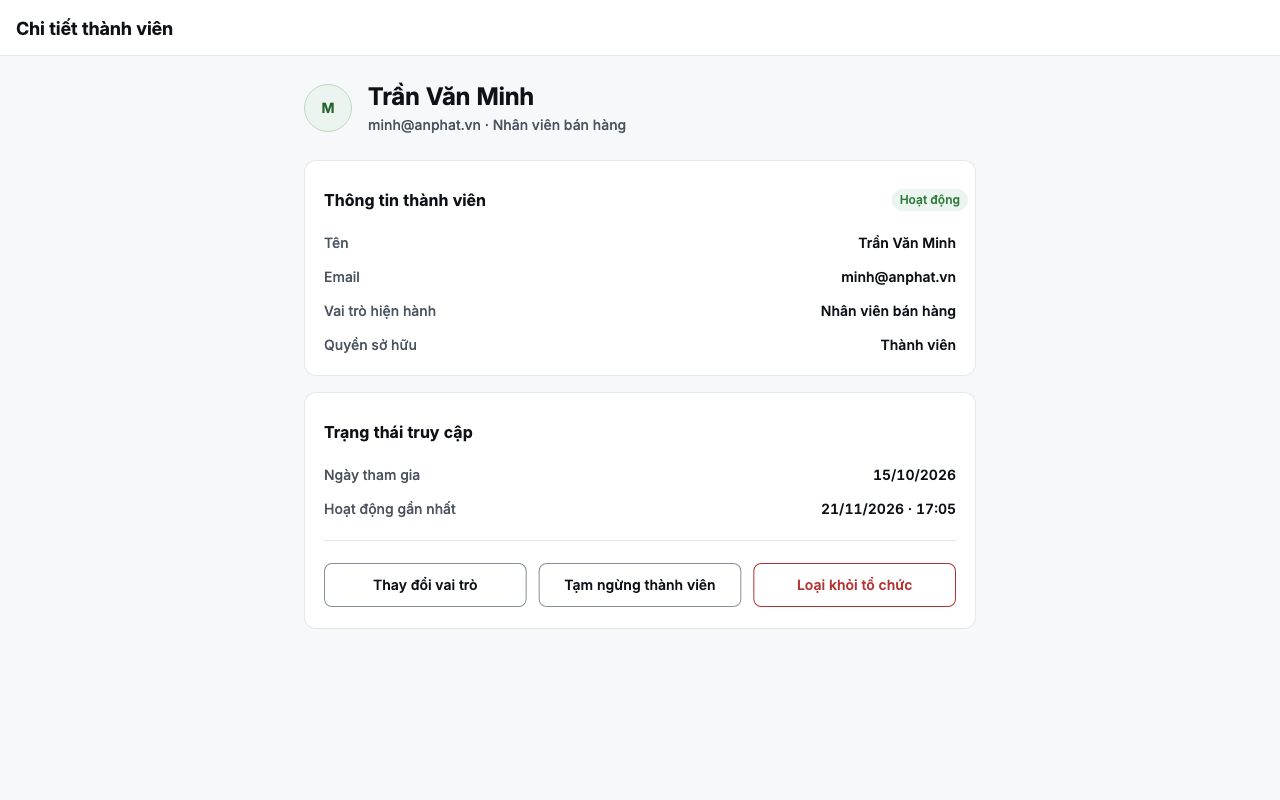 Chi tiết thành viên
M
Trần Văn Minh
minh@anphat.vn · Nhân viên bán hàng
Thông tin thành viên
Hoạt động
Tên
Trần Văn Minh
Email
minh@anphat.vn
Vai trò hiện hành
Nhân viên bán hàng
Quyền sở hữu
Thành viên
Trạng thái truy cập
Ngày tham gia
15/10/2026
Hoạt động gần nhất
21/11/2026 · 17:05
Thay đổi vai trò
Tạm ngừng thành viên
Loại khỏi tổ chức